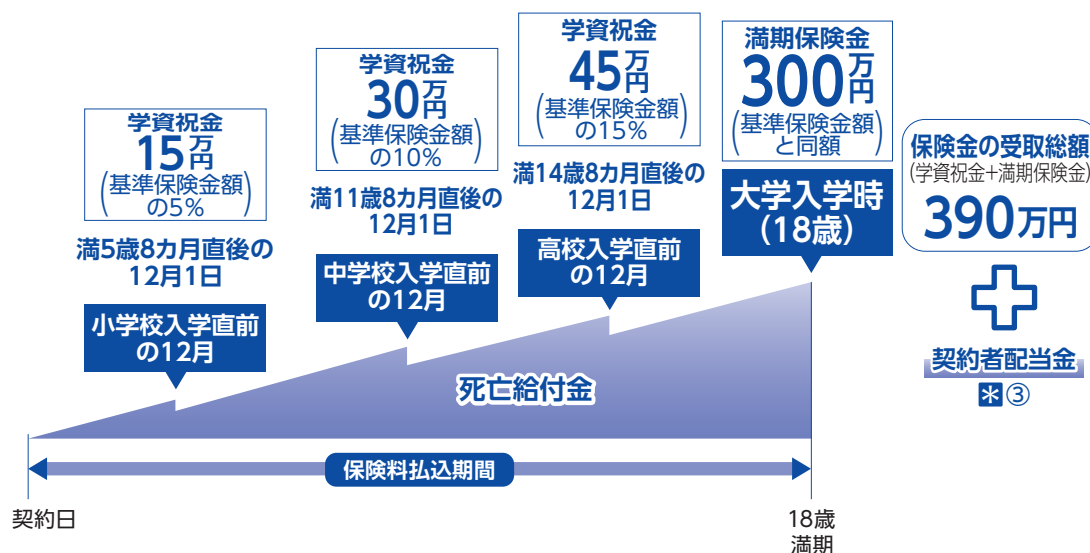 学資祝金
15万円
(基準保険金額
の5%)
満5歳8カ月直後の
12月1日
小学校入学直前
の12月
学資祝金
30万円
(基準保険金額
の10%)
満11歳8カ月直後の
12月1日
中学校入学直前
の12月
学資祝金
45万円
(基準保険金額
の15%)
満14歳8カ月直後の
12月1日
高校入学直前
の12月
満期保険金
300万円
(基準保険金額
と同額)
大学入学時
(18歳)
保険金の受取総額
(学資祝金+満期保険金)
390万円
契約者配当金
*③
死亡給付金
保険料払込期間
契約日
18歳
満期